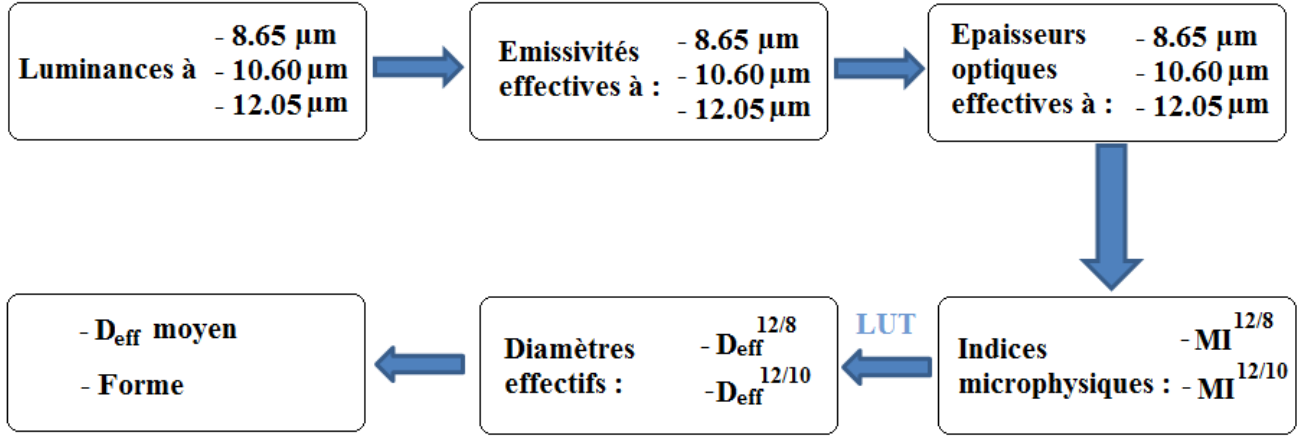 Luminances à
- 8.65 µm
- 10.60 µm
- 12.05 µm
Emissivités
effectives à :
- 8.65 µm
- 10.60 µm
- 12.05 µm
Epaisseurs
optiques
effectives à :
- 8.65 µm
- 10.60 µm
- 12.05 µm
- Deff moyen
- Forme
Diamètres
effectifs :
- Deff 12/8
- Deff 12/10
LUT
Indices
microphysiques :
- MI 12/8
- MI 12/10